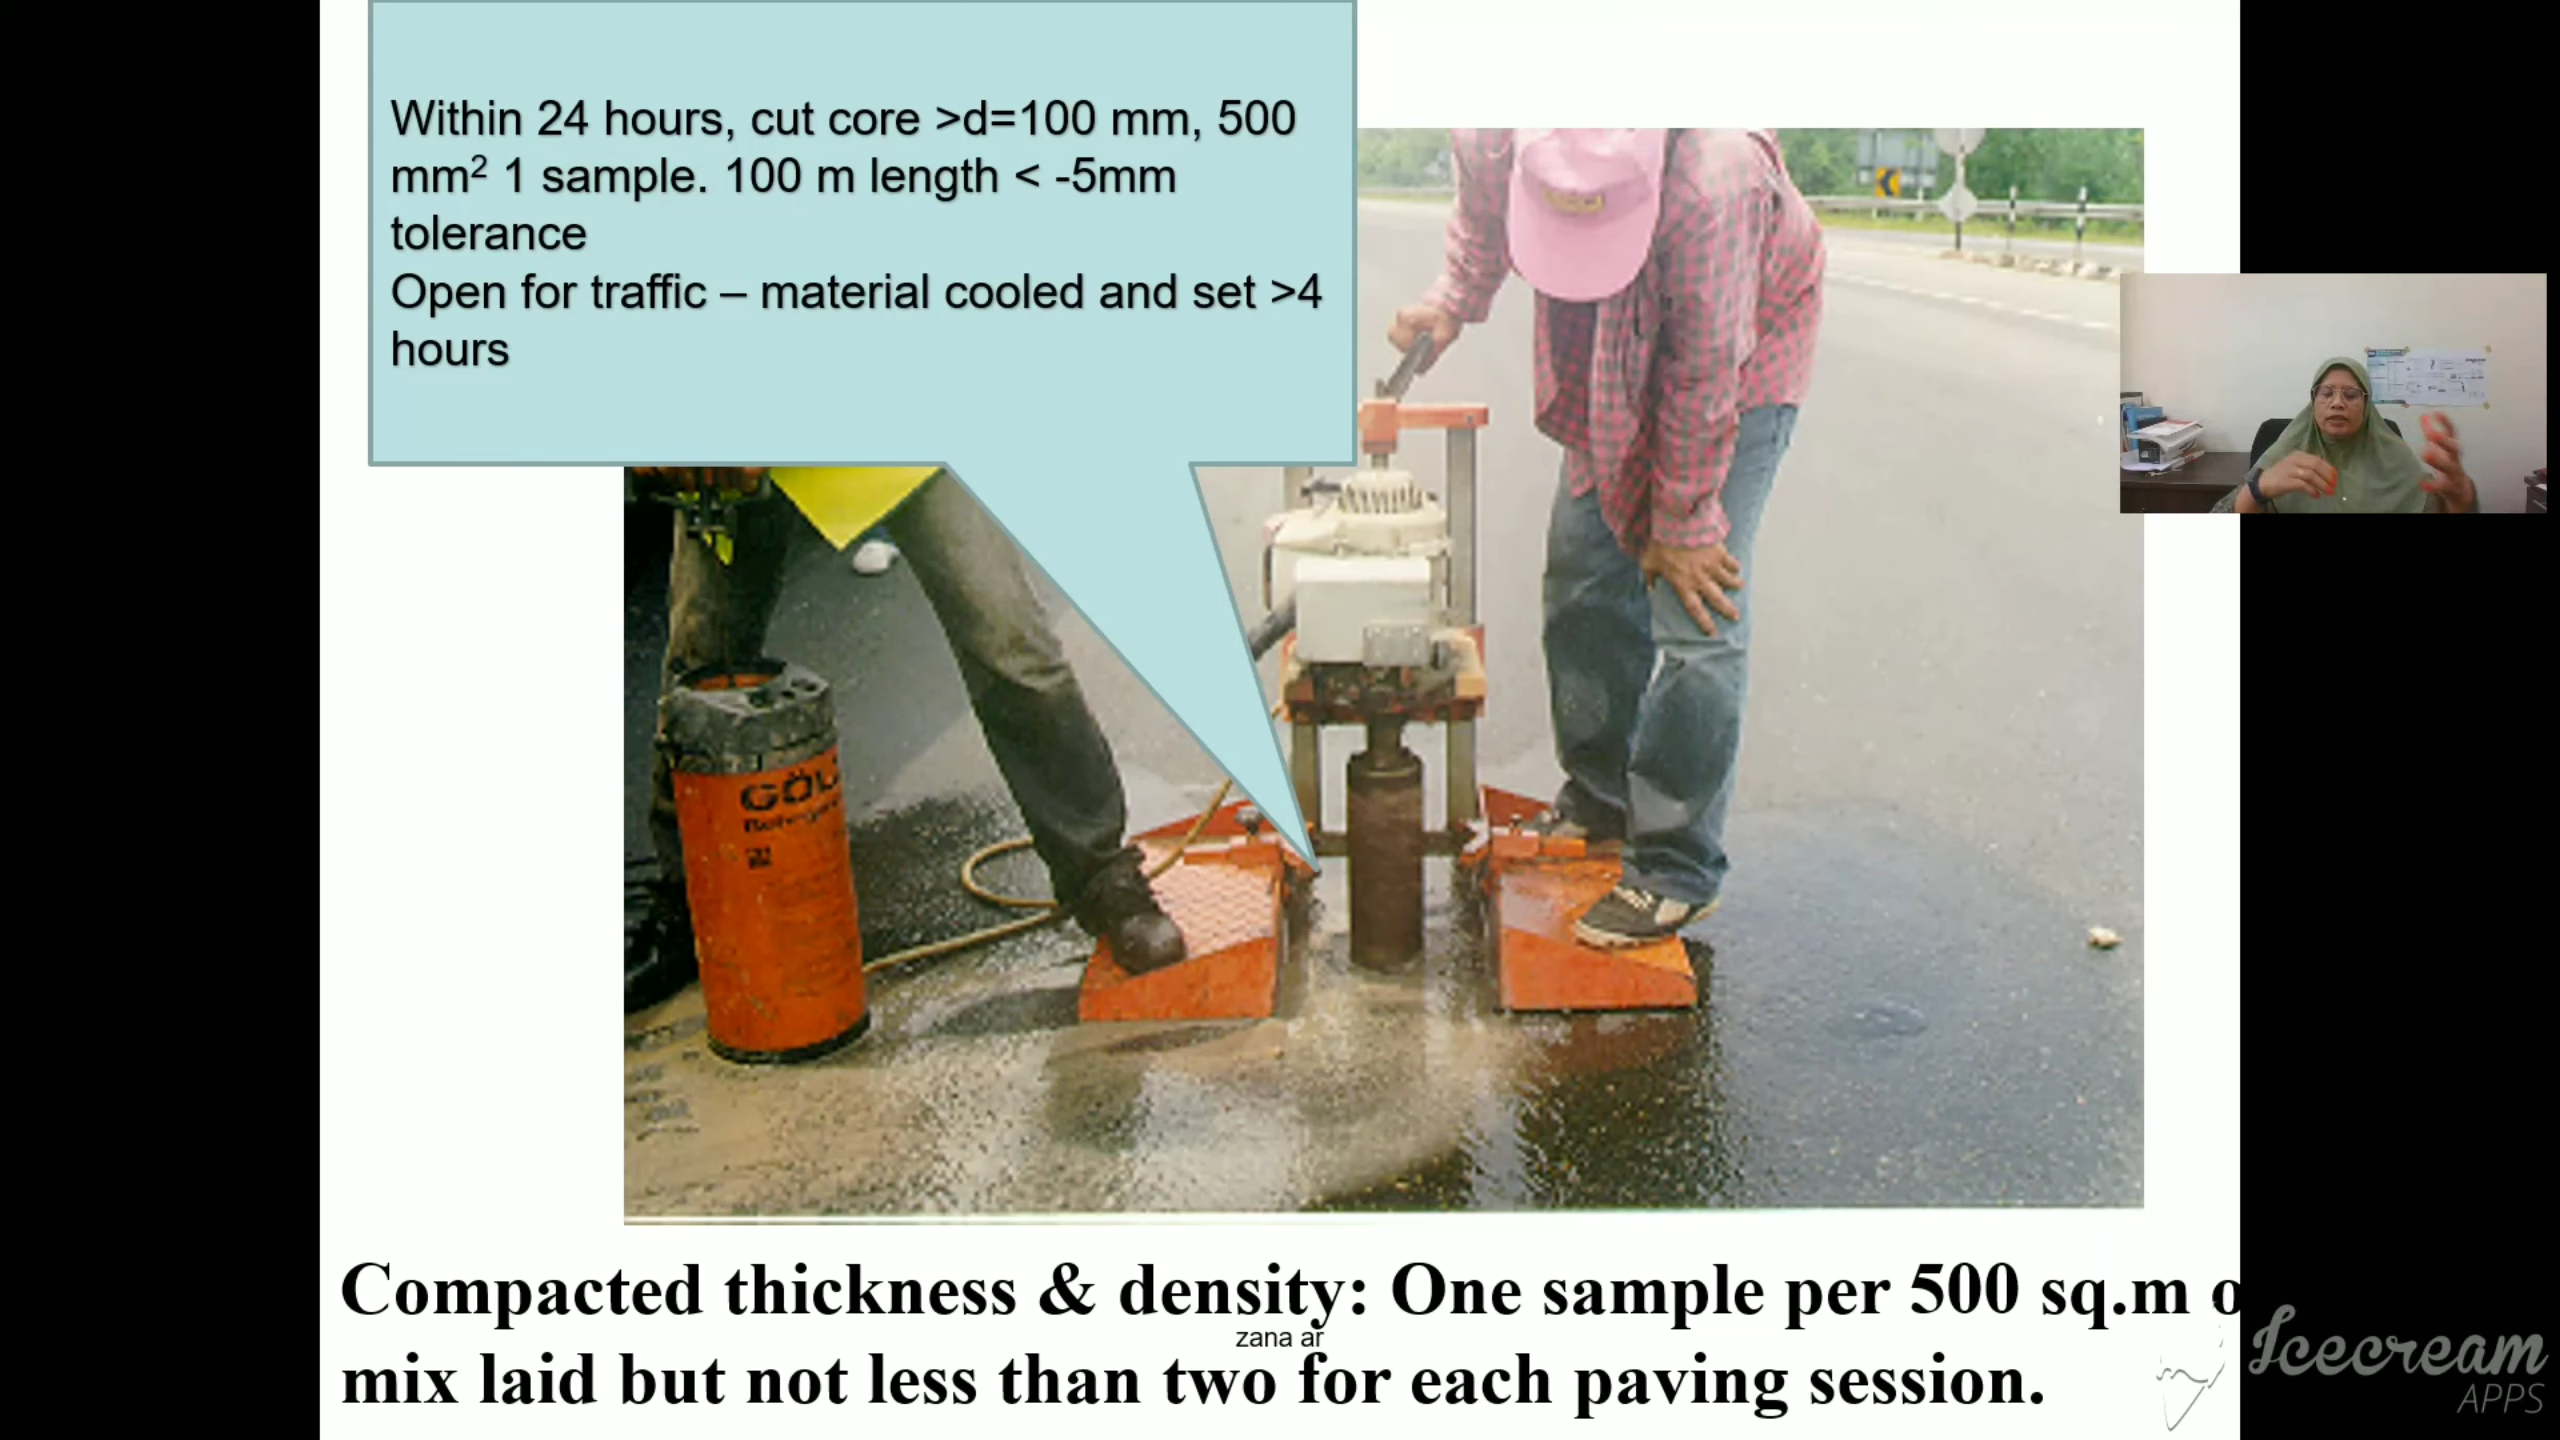 Within 24 hours, cut core >d=100 mm, 500
mm² 1 sample. 100 m length < -5mm
tolerance
Open for traffic – material cooled and set >4
hours
GÖL
Compacted thickness & density: One sample per 500 sq.m o
zana ar
mix laid but not less than two for each paving session.
Icecream
APPS